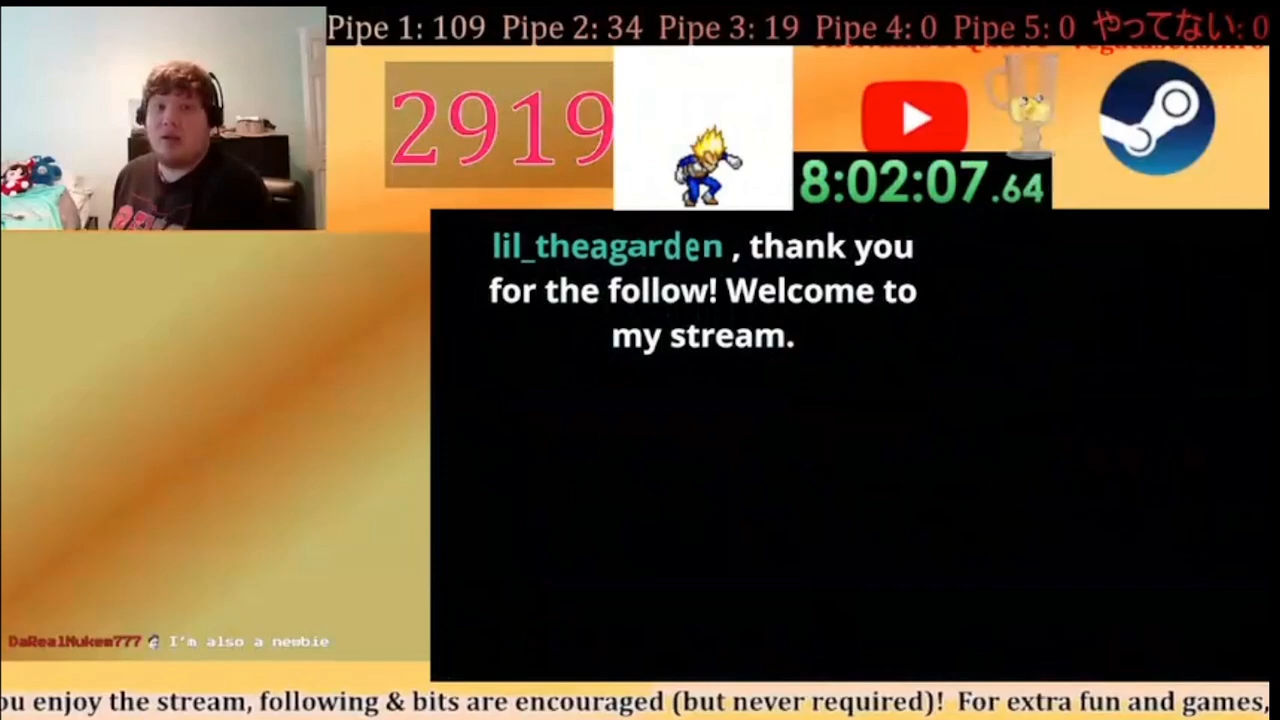 Pipe 1: 109 Pipe 2: 34 Pipe 3: 19 Pipe 4: 0 Pipe 5: 0 やってない: 0
2919
8:02:07.64
lil_theagarden , thank you
for the follow! Welcome to
my stream.
DaRealNukem777 I'm also a newbie
ou enjoy the stream, following & bits are encouraged (but never required)! For extra fun and games,